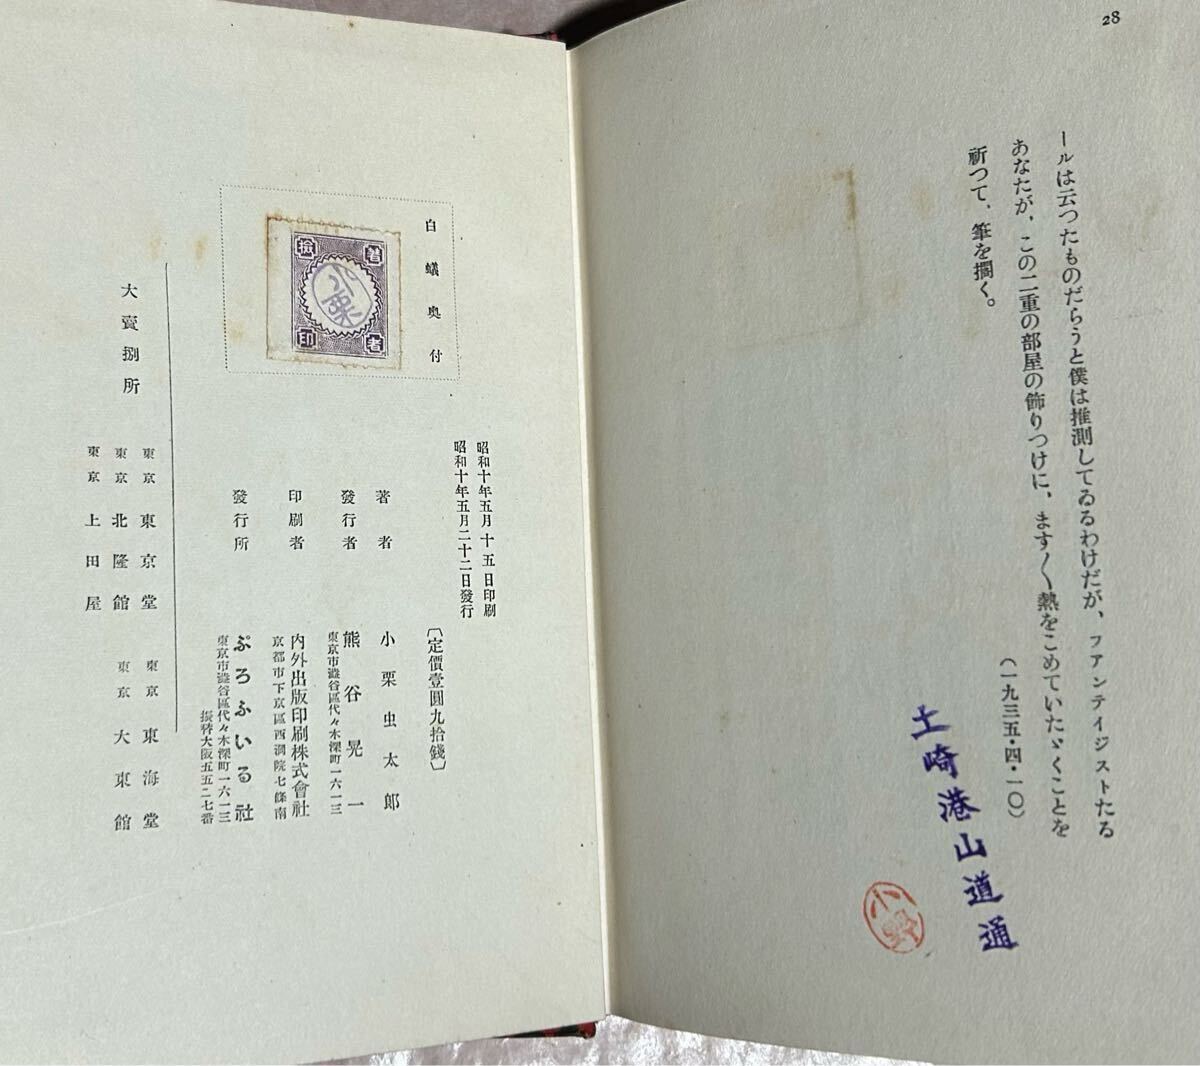 28
ールは云つたものだらうと僕は推測してゐるわけだが、ファンテイジストたる
あなたが、この二重の部屋の飾りつけに、ます〳〵熱をこめていたゞくことを
祈つて、筆を擱く。
(一九三五・四・一〇)
土崎港山道通
小野
白蟻奥付
著者検印
小栗
昭和十年五月十五日印刷
昭和十年五月二十二日發行
〔定價壹圓九拾錢〕
著者 小栗虫太郎
發行者 熊谷晃一
東京市澁谷區代々木深町一六一三
印刷者 内外出版印刷株式會社
京都市下京區西洞院七條南
發行所 ぷろふいる社
東京市澁谷區代々木深町一六一三
振替大阪五五二七番
大賣捌所
東京 東京堂 東京 東海堂
東京 北隆館 東京 大東館
東京 上田屋